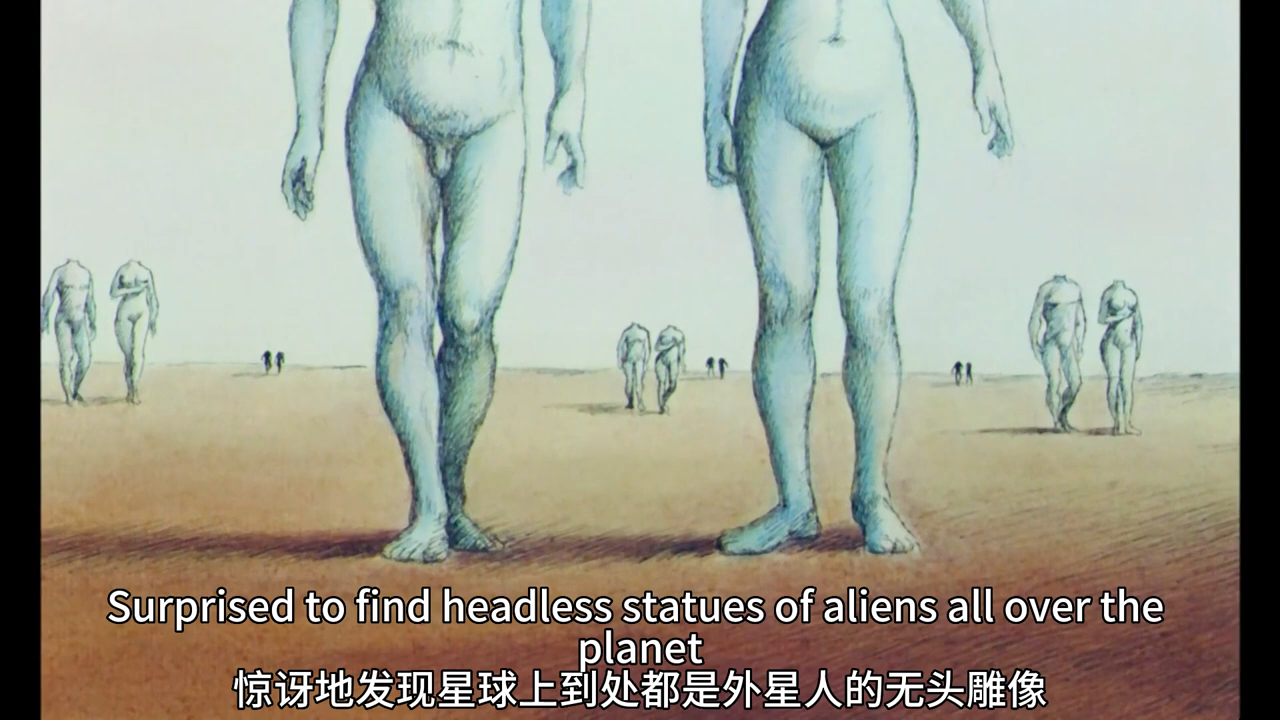 Surprised to find headless statues of aliens all over the
planet
惊讶地发现星球上到处都是外星人的无头雕像